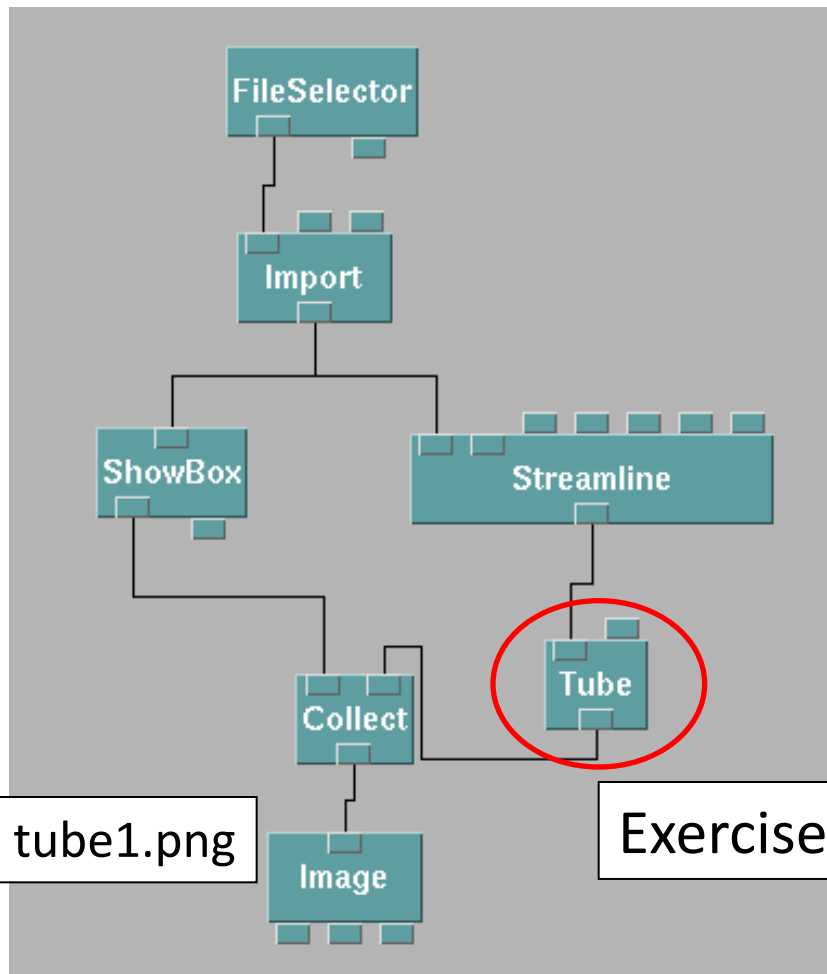 FileSelector
Import
ShowBox
Streamline
Tube
Collect
tube1.png
Exercise
Image